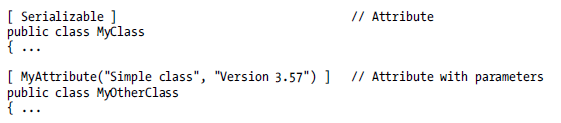 [ Serializable ] // Attribute
public class MyClass
{ ...
[ MyAttribute("Simple class", "Version 3.57") ] // Attribute with parameters
public class MyOtherClass
{ ...